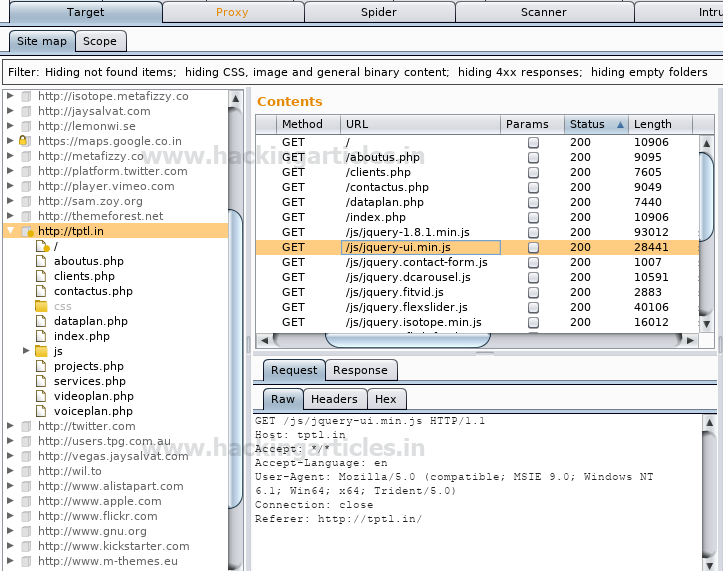 Target Proxy Spider Scanner Intru
Site map Scope
Filter: Hiding not found items; hiding CSS, image and general binary content; hiding 4xx responses; hiding empty folders
http://isotope.metafizzy.co
http://jaysalvat.com
http://lemonwi.se
https://maps.google.co.in
http://metafizzy.co
http://platform.twitter.com
http://player.vimeo.com
http://sam.zoy.org
http://themeforest.net
http://tptl.in
/
aboutus.php
clients.php
contactus.php
css
dataplan.php
index.php
js
projects.php
services.php
videoplan.php
voiceplan.php
http://twitter.com
http://users.tpg.com.au
http://vegas.jaysalvat.com
http://wil.to
http://www.alistapart.com
http://www.apple.com
http://www.flickr.com
http://www.gnu.org
http://www.kickstarter.com
http://www.m-themes.eu
Contents
Method URL Params Status Length
GET / 200 10906
GET /aboutus.php 200 9095
GET /clients.php 200 7605
GET /contactus.php 200 9049
GET /dataplan.php 200 7440
GET /index.php 200 10906
GET /js/jquery-1.8.1.min.js 200 93012
GET /js/jquery-ui.min.js 200 28441
GET /js/jquery.contact-form.js 200 1007
GET /js/jquery.dcarousel.js 200 10591
GET /js/jquery.fitvid.js 200 2883
GET /js/jquery.flexslider.js 200 40106
GET /js/jquery.isotope.min.js 200 16012
www.hackingarticles.in
Request Response
Raw Headers Hex
GET /js/jquery-ui.min.js HTTP/1.1
Host: tptl.in
Accept: */*
Accept-Language: en
User-Agent: Mozilla/5.0 (compatible; MSIE 9.0; Windows NT
6.1; Win64; x64; Trident/5.0)
Connection: close
Referer: http://tptl.in/
www.hackingarticles.in